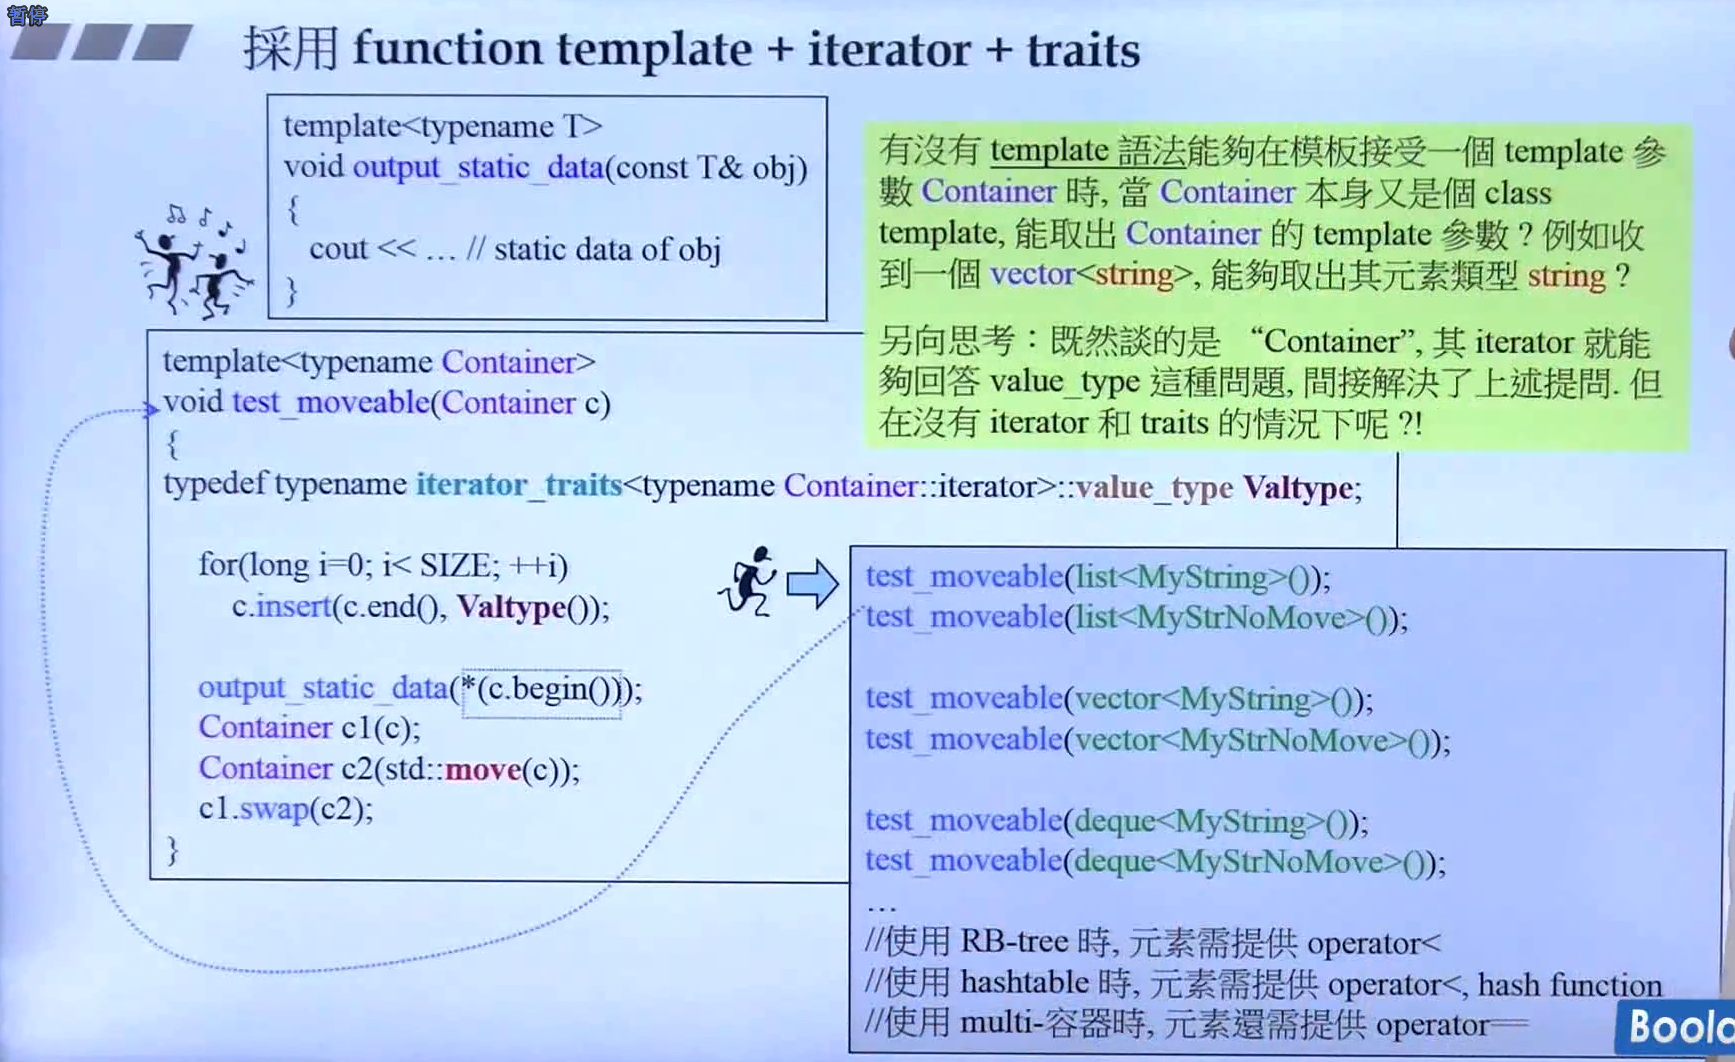 暫停
採用 function template + iterator + traits
template<typename T>
void output_static_data(const T& obj)
{
cout << ... // static data of obj
}
有沒有 template 語法能夠在模板接受一個 template 參
數 Container 時, 當 Container 本身又是個 class
template, 能取出 Container 的 template 參數？例如收
到一個 vector<string>, 能夠取出其元素類型 string？
另向思考：既然談的是 “Container”, 其 iterator 就能
夠回答 value_type 這種問題, 間接解決了上述提問. 但
在沒有 iterator 和 traits 的情況下呢?!
template<typename Container>
void test_moveable(Container c)
{
typedef typename iterator_traits<typename Container::iterator>::value_type Valtype;
for(long i=0; i< SIZE; ++i)
c.insert(c.end(), Valtype());
output_static_data(*(c.begin()));
Container c1(c);
Container c2(std::move(c));
c1.swap(c2);
}
test_moveable(list<MyString>());
test_moveable(list<MyStrNoMove>());
test_moveable(vector<MyString>());
test_moveable(vector<MyStrNoMove>());
test_moveable(deque<MyString>());
test_moveable(deque<MyStrNoMove>());
...
//使用 RB-tree 時, 元素需提供 operator<
//使用 hashtable 時, 元素需提供 operator<, hash function
//使用 multi-容器時, 元素還需提供 operator==